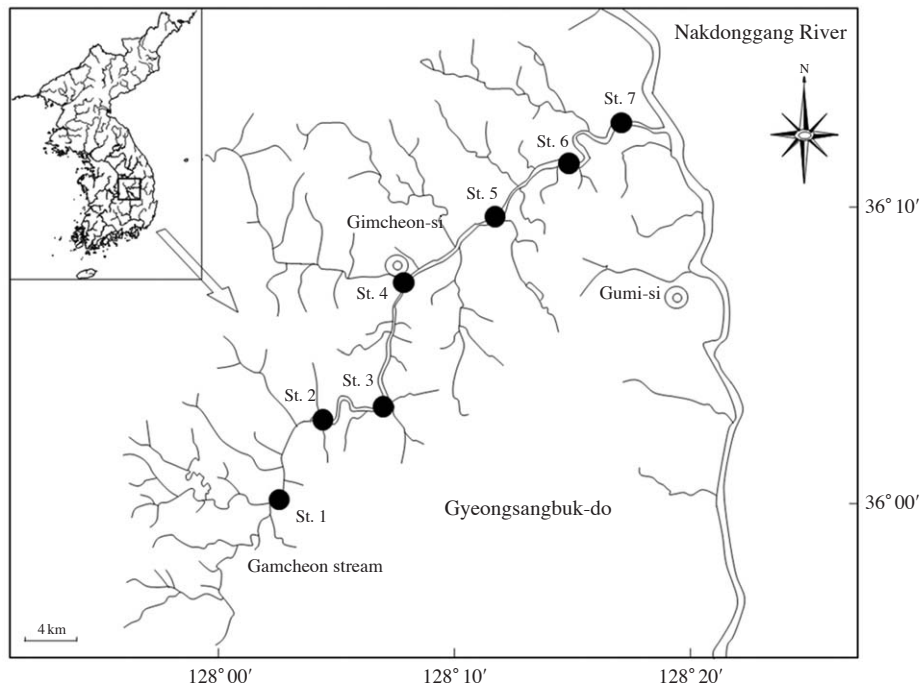 Nakdonggang River
N
St. 7
St. 6
St. 5
36° 10′
Gimcheon-si
St. 4
Gumi-si
St. 3
St. 2
St. 1
Gyeongsangbuk-do
36° 00′
Gamcheon stream
4 km
128° 00′
128° 10′
128° 20′